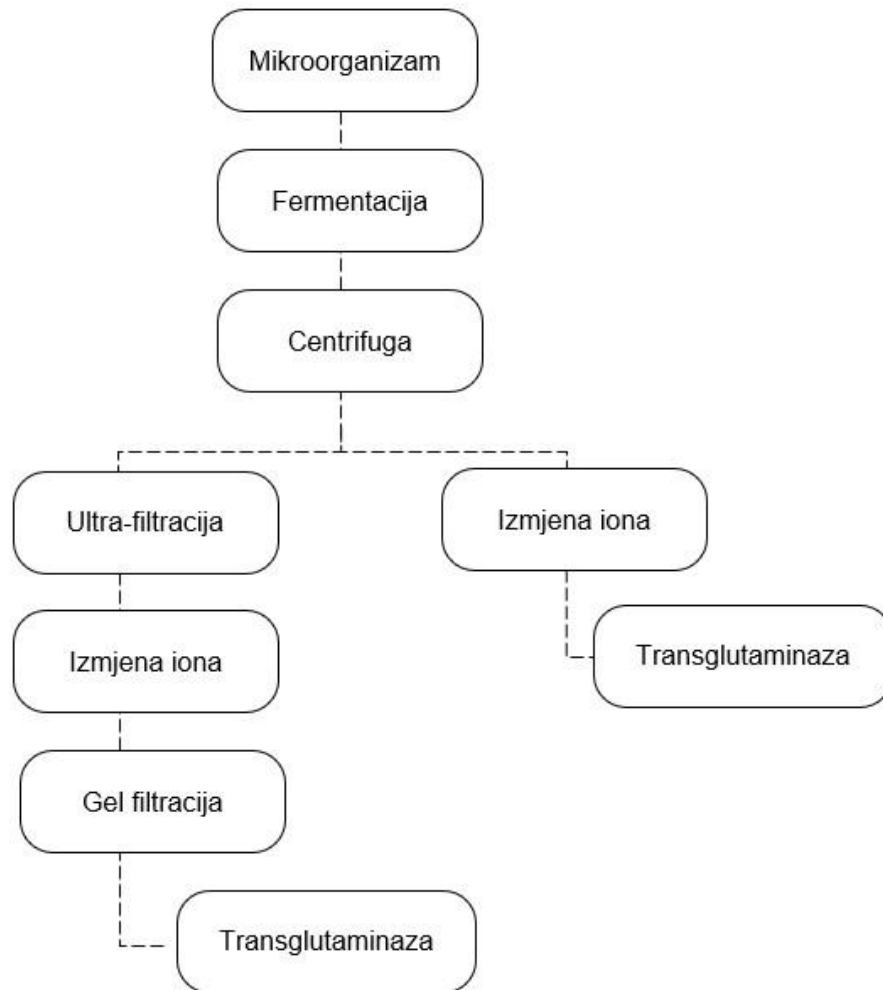 Mikroorganizam
Fermentacija
Centrifuga
Ultra-filtracija
Izmjena iona
Izmjena iona
Transglutaminaza
Gel filtracija
Transglutaminaza